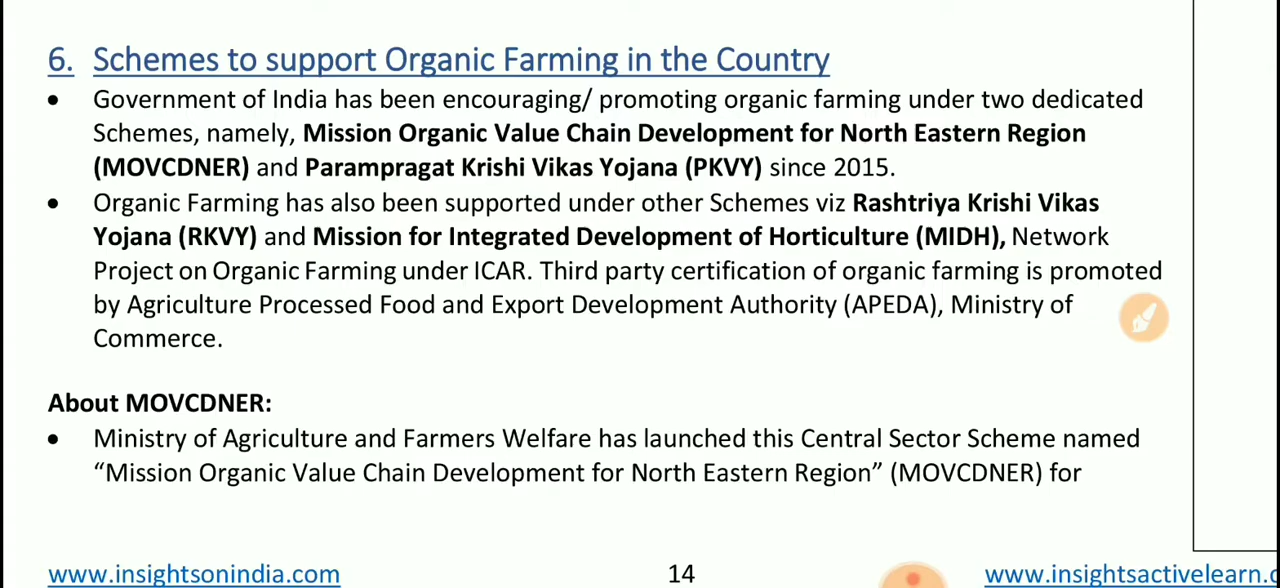 6. Schemes to support Organic Farming in the Country
• Government of India has been encouraging/ promoting organic farming under two dedicated
Schemes, namely, Mission Organic Value Chain Development for North Eastern Region
(MOVCDNER) and Parampragat Krishi Vikas Yojana (PKVY) since 2015.
• Organic Farming has also been supported under other Schemes viz Rashtriya Krishi Vikas
Yojana (RKVY) and Mission for Integrated Development of Horticulture (MIDH), Network
Project on Organic Farming under ICAR. Third party certification of organic farming is promoted
by Agriculture Processed Food and Export Development Authority (APEDA), Ministry of
Commerce.
About MOVCDNER:
• Ministry of Agriculture and Farmers Welfare has launched this Central Sector Scheme named
“Mission Organic Value Chain Development for North Eastern Region” (MOVCDNER) for
www.insightsonindia.com 14 www.insightsactivelearn.c